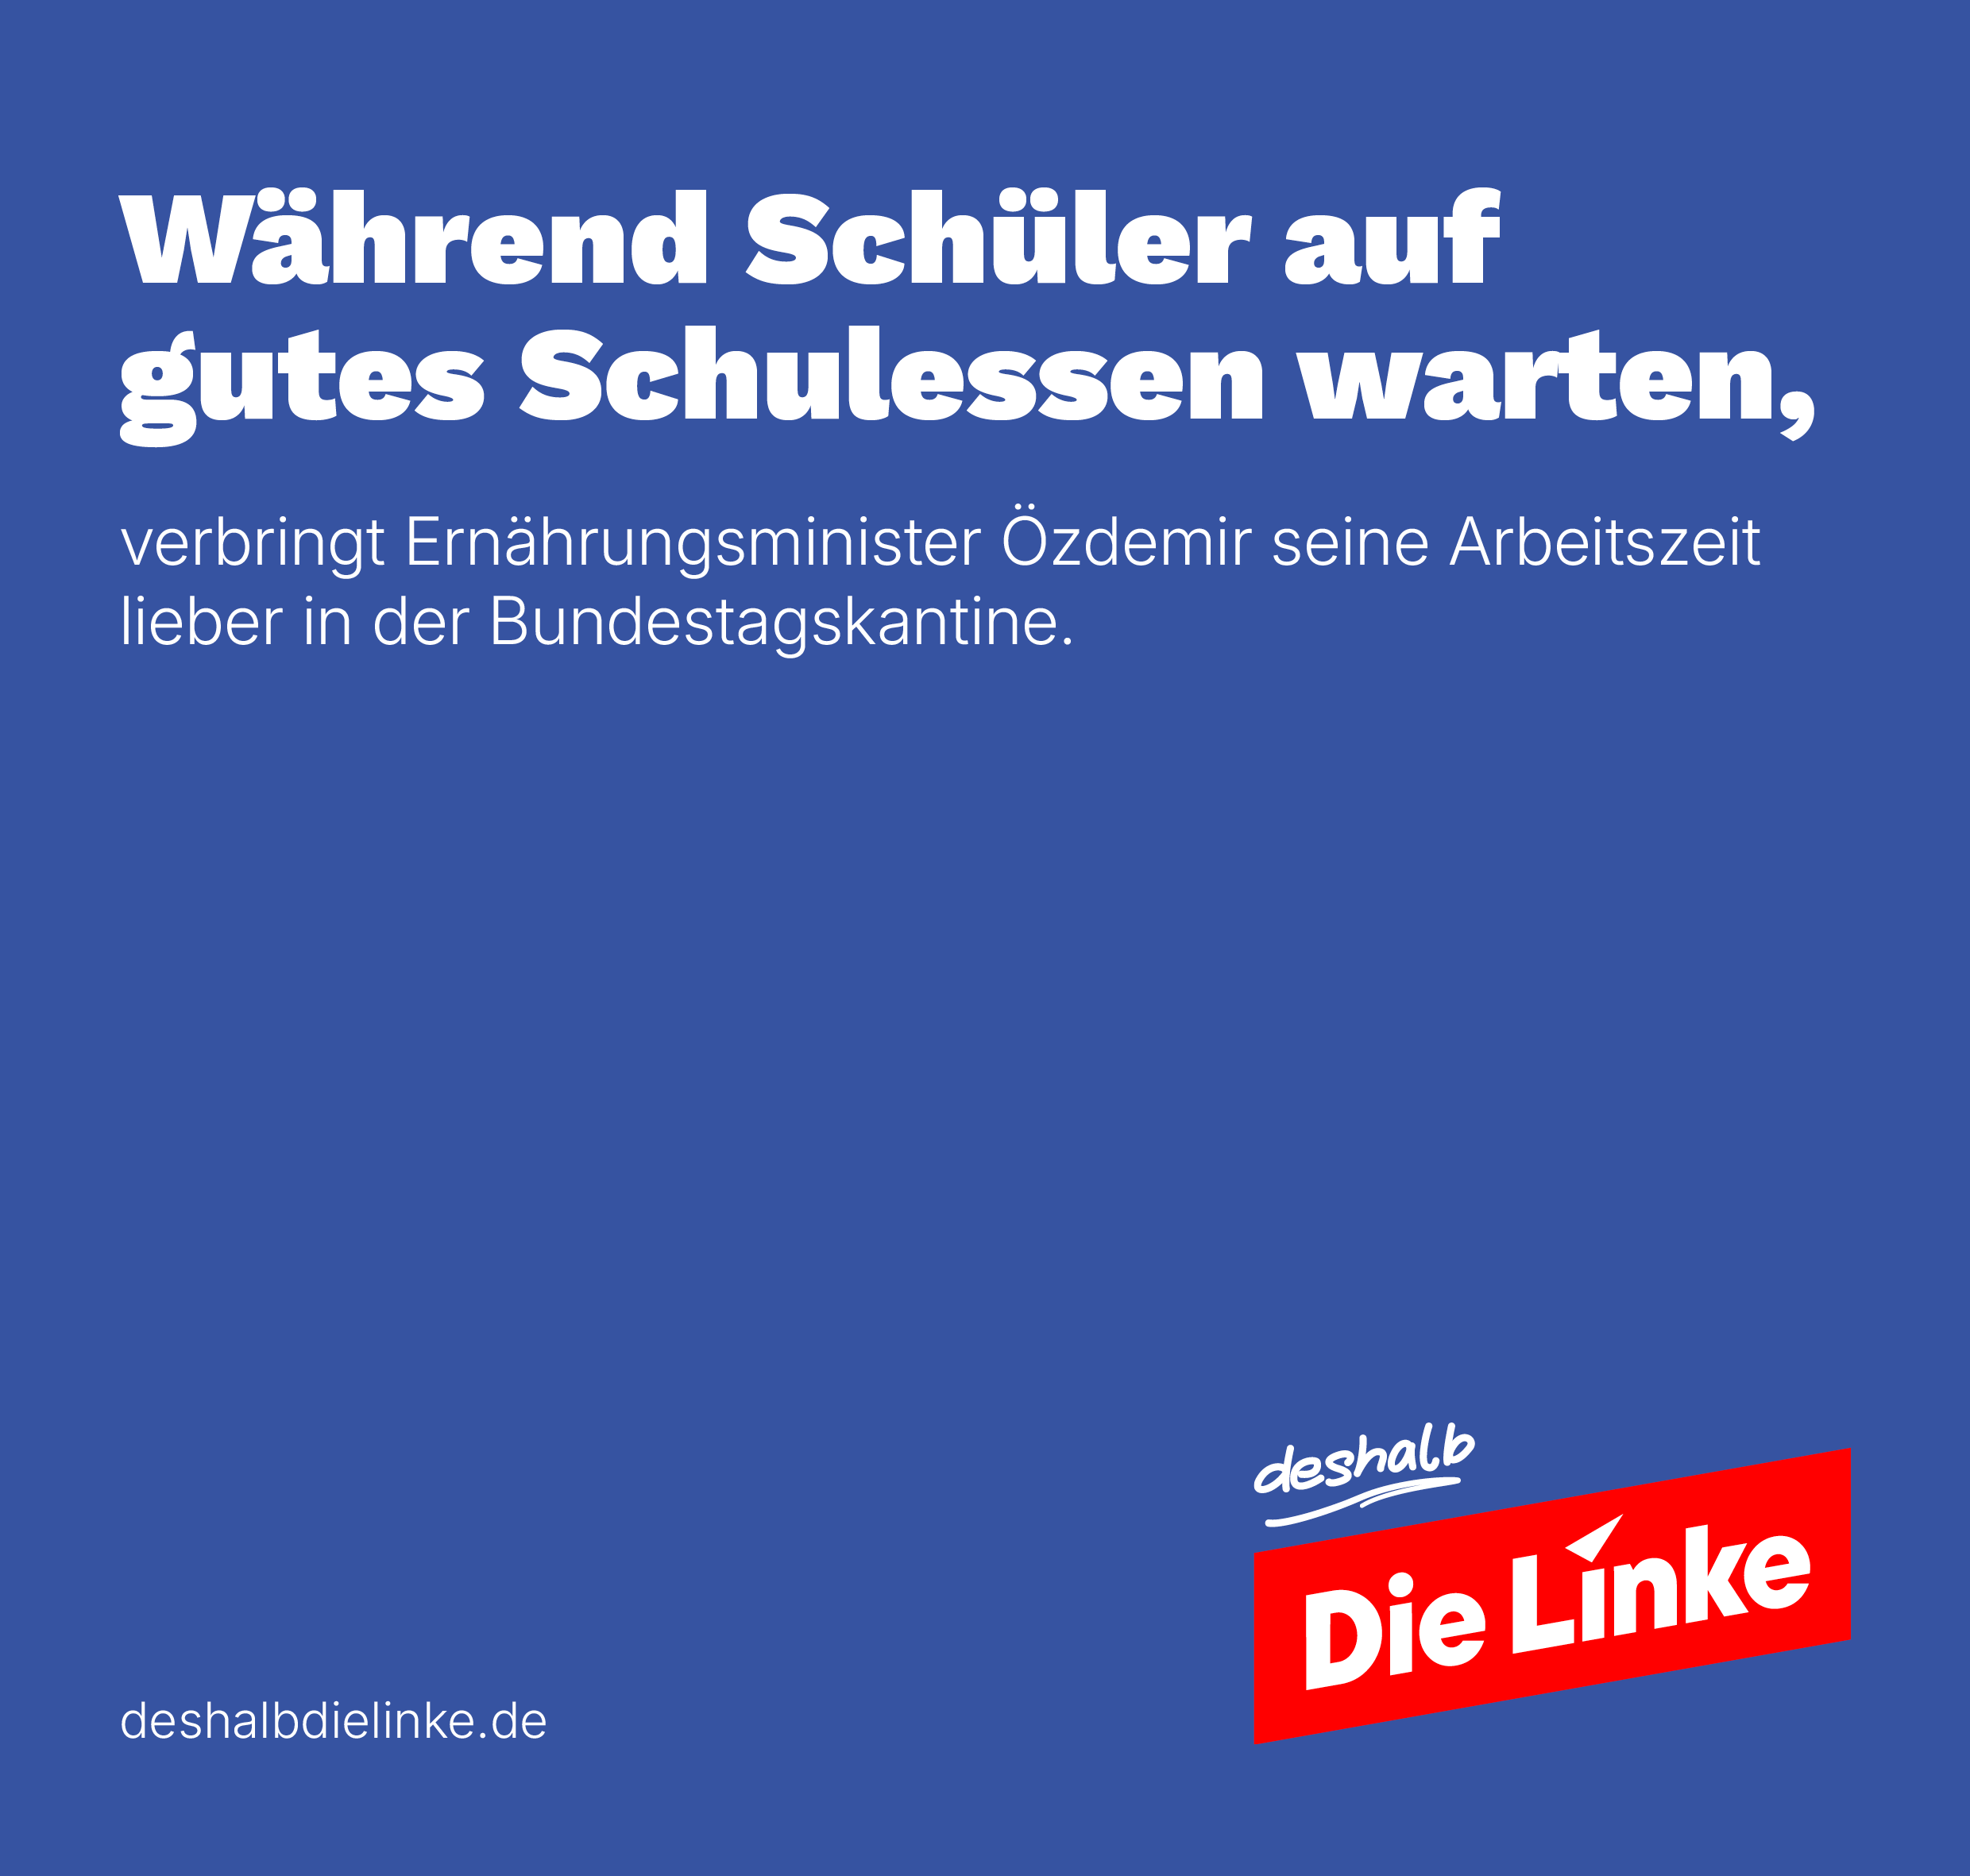 Während Schüler auf
gutes Schulessen warten,
verbringt Ernährungsminister Özdemir seine Arbeitszeit
lieber in der Bundestagskantine.
deshalb
Die Linke
deshalbdielinke.de